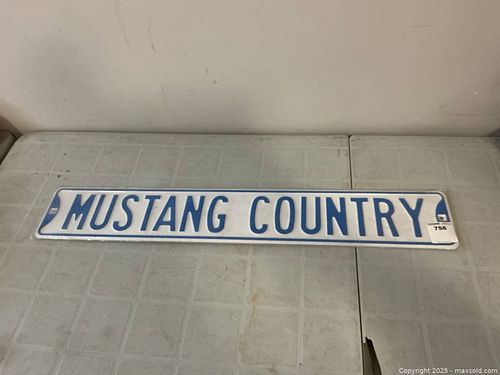 MUSTANG COUNTRY
756
Copyright © 2025 - maxsold.com